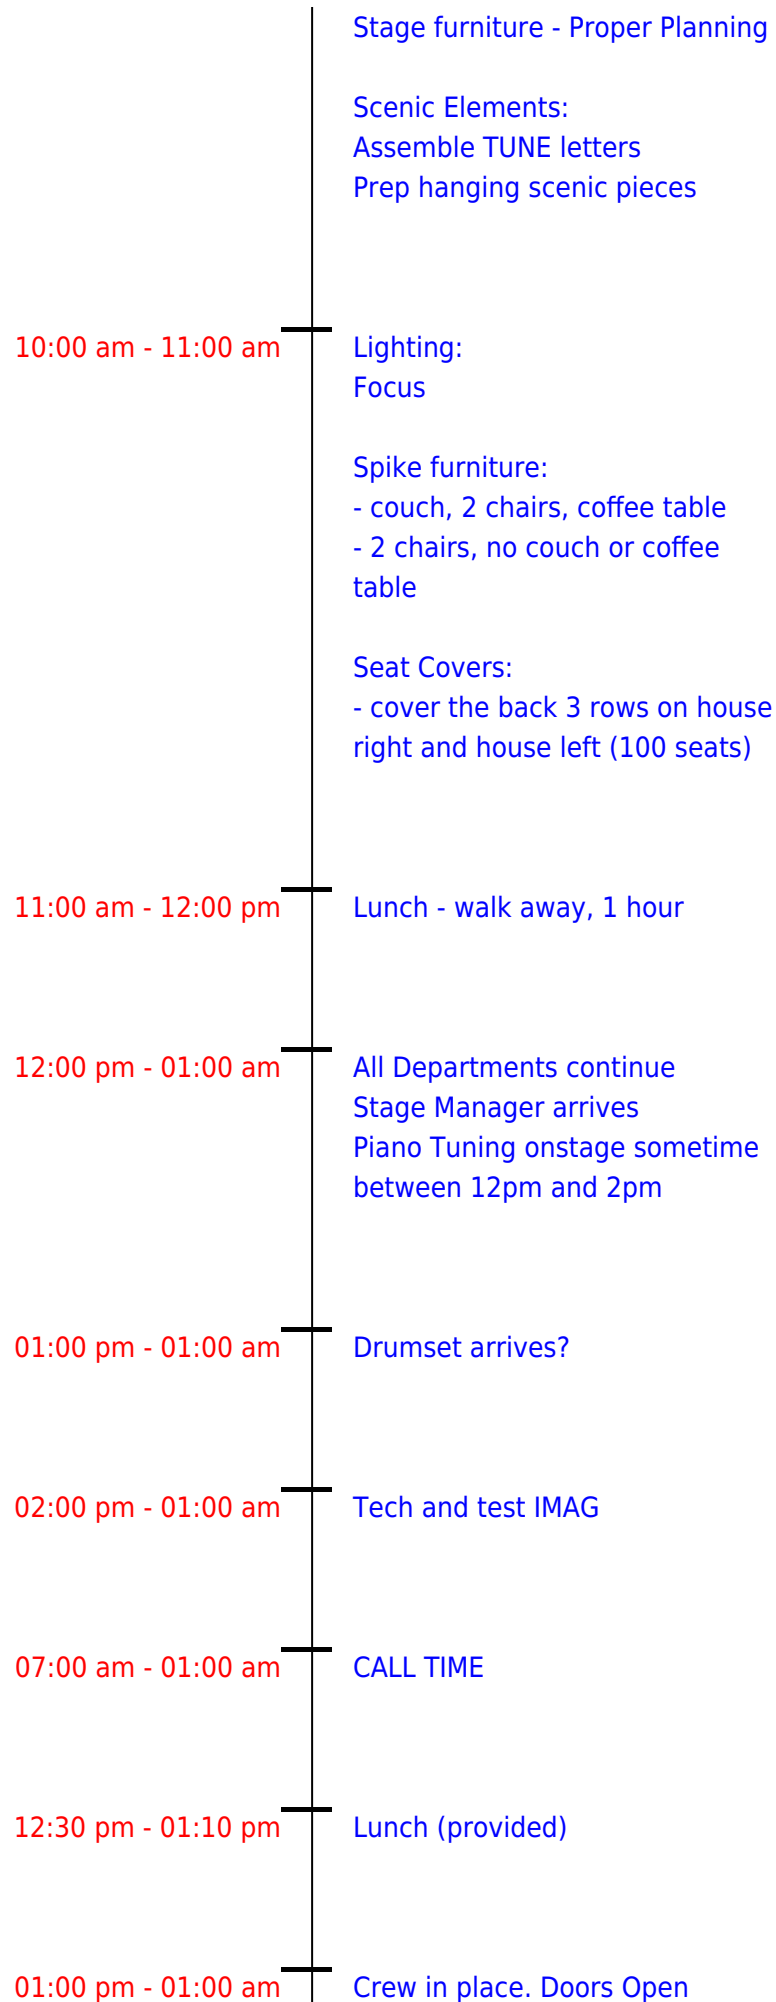 Stage furniture - Proper Planning
Scenic Elements:
Assemble TUNE letters
Prep hanging scenic pieces
10:00 am - 11:00 am
Lighting:
Focus
Spike furniture:
- couch, 2 chairs, coffee table
- 2 chairs, no couch or coffee
table
Seat Covers:
- cover the back 3 rows on house
right and house left (100 seats)
11:00 am - 12:00 pm
Lunch - walk away, 1 hour
12:00 pm - 01:00 am
All Departments continue
Stage Manager arrives
Piano Tuning onstage sometime
between 12pm and 2pm
01:00 pm - 01:00 am
Drumset arrives?
02:00 pm - 01:00 am
Tech and test IMAG
07:00 am - 01:00 am
CALL TIME
12:30 pm - 01:10 pm
Lunch (provided)
01:00 pm - 01:00 am
Crew in place. Doors Open